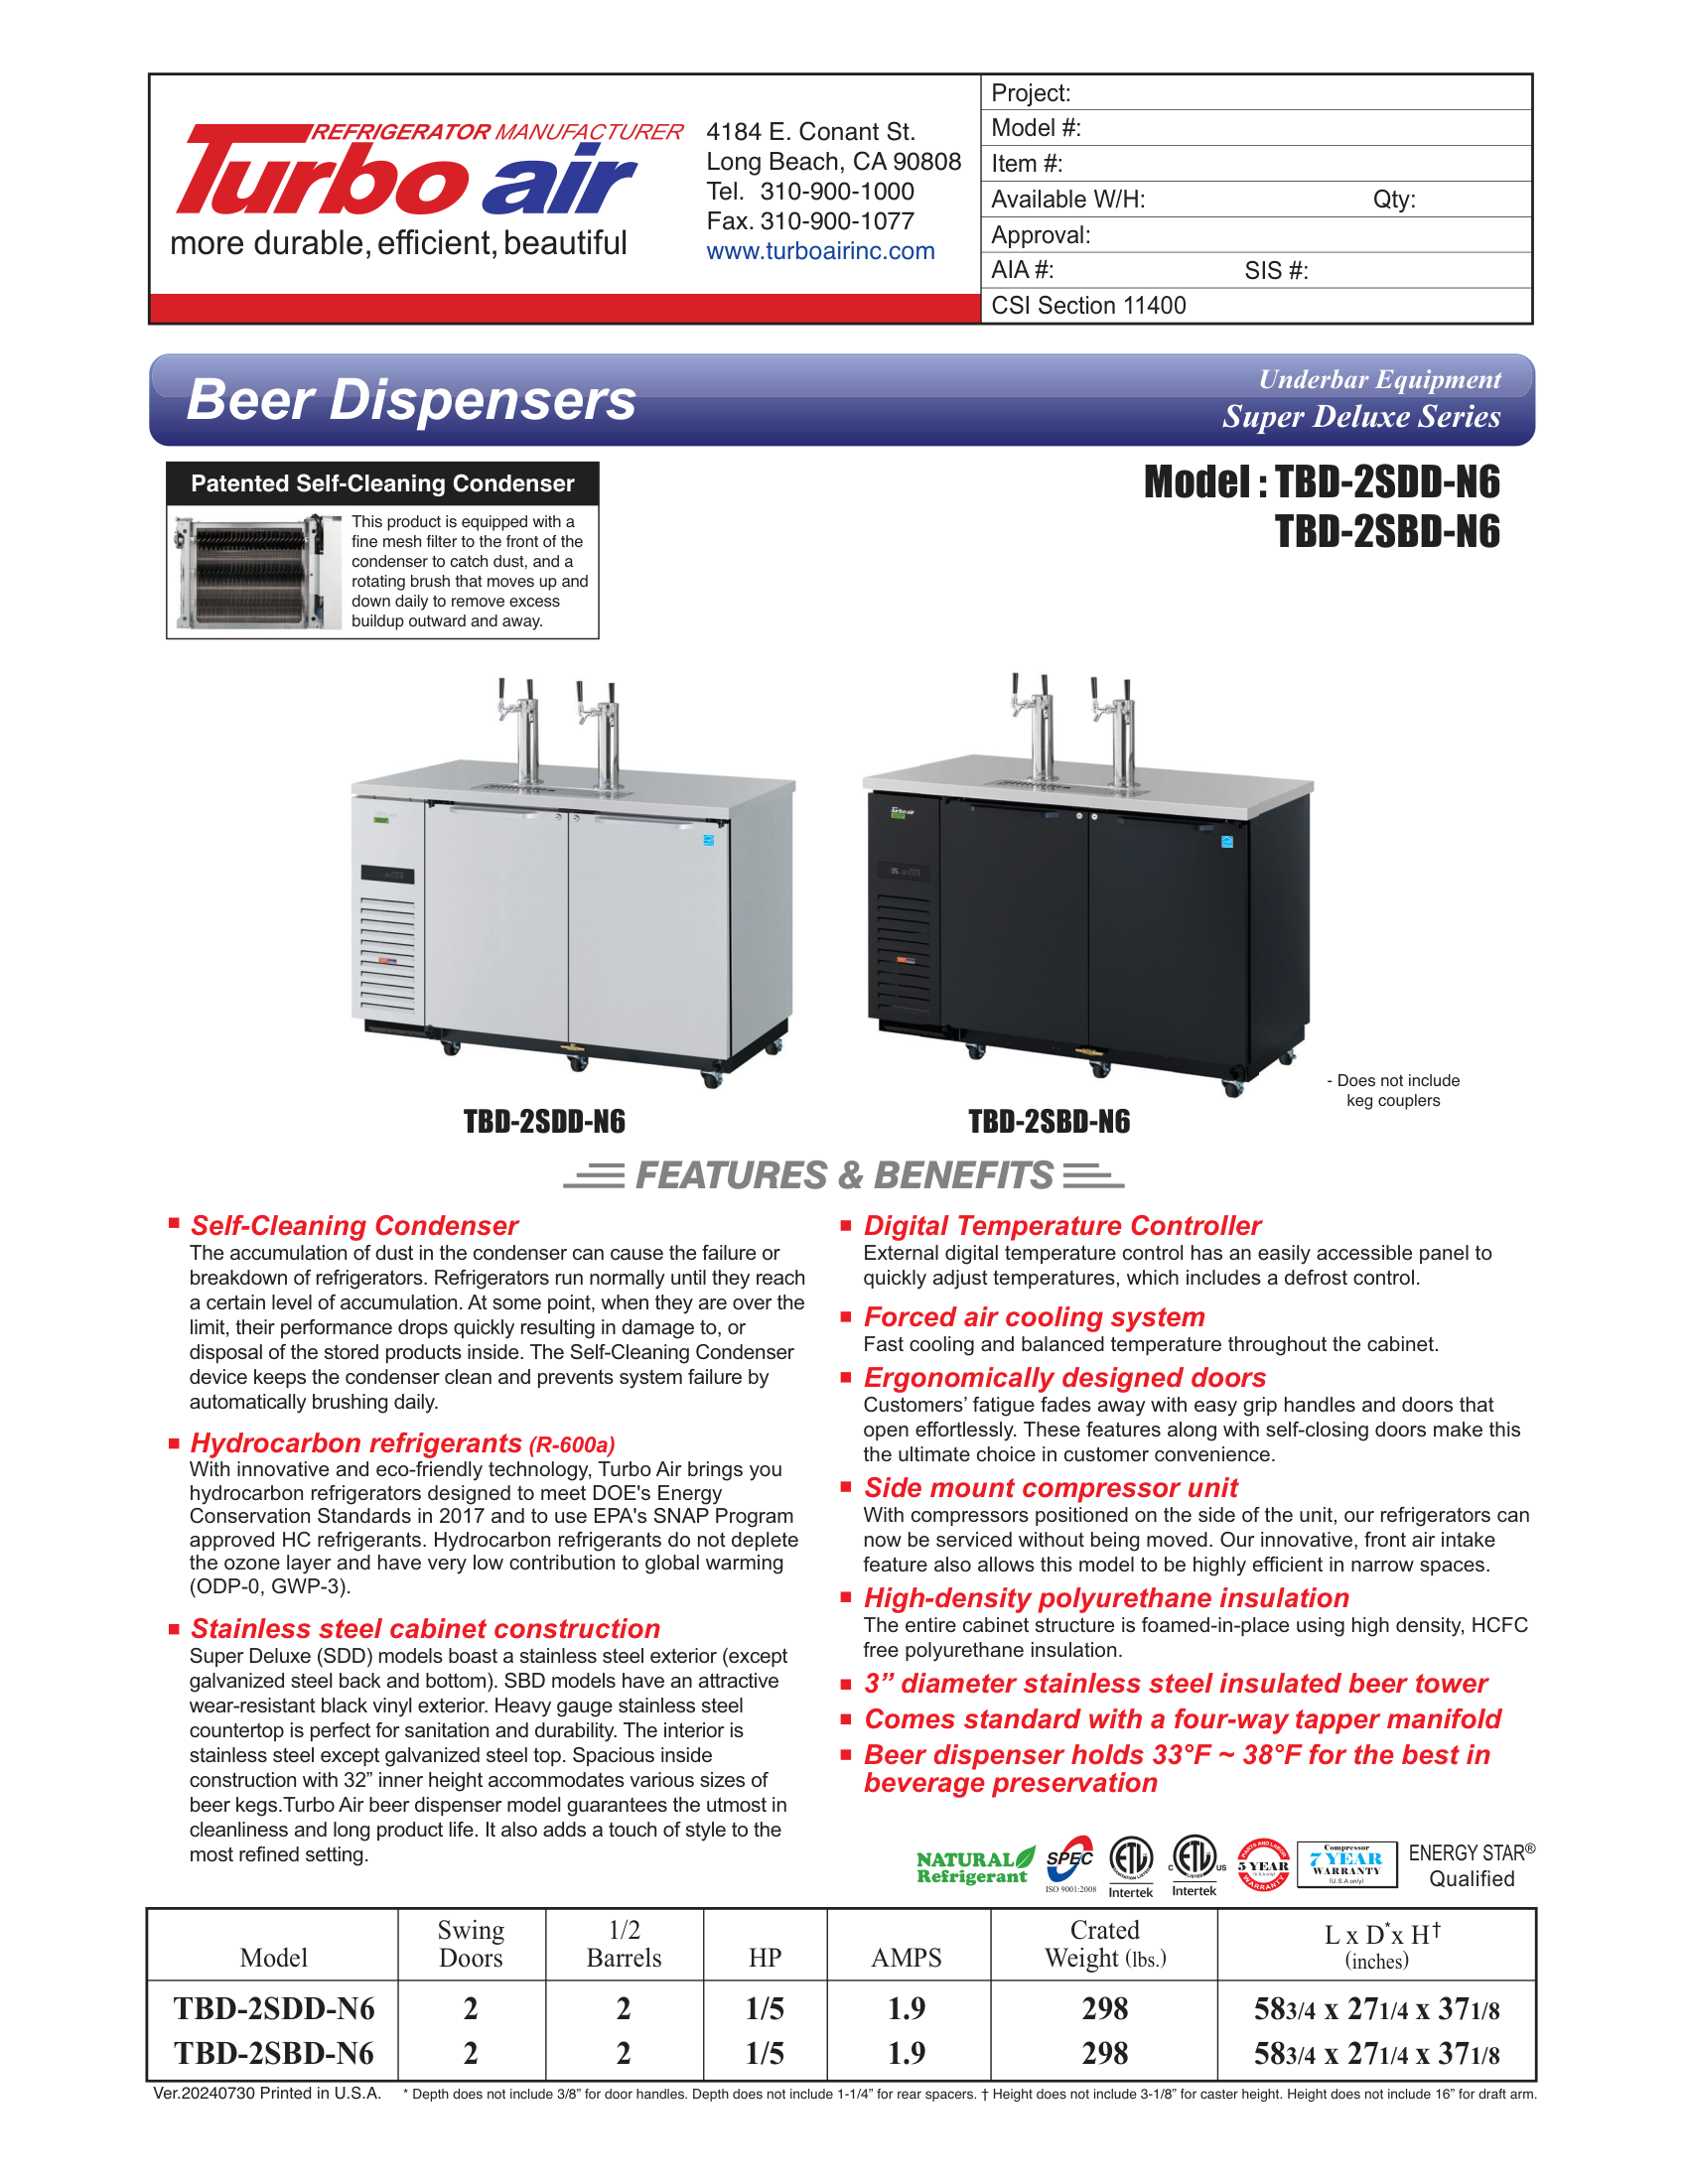 REFRIGERATOR MANUFACTURER
Turbo air
more durable, efficient, beautiful
4184 E. Conant St.
Long Beach, CA 90808
Tel. 310-900-1000
Fax. 310-900-1077
www.turboairinc.com
Project:
Model #:
Item #:
Available W/H: Qty:
Approval:
AIA #: SIS #:
CSI Section 11400
Beer Dispensers
Underbar Equipment
Super Deluxe Series
Patented Self-Cleaning Condenser
This product is equipped with a
fine mesh filter to the front of the
condenser to catch dust, and a
rotating brush that moves up and
down daily to remove excess
buildup outward and away.
Model : TBD-2SDD-N6
TBD-2SBD-N6
Turbo air
- Does not include
keg couplers
TBD-2SDD-N6
TBD-2SBD-N6
FEATURES & BENEFITS
Self-Cleaning Condenser
The accumulation of dust in the condenser can cause the failure or
breakdown of refrigerators. Refrigerators run normally until they reach
a certain level of accumulation. At some point, when they are over the
limit, their performance drops quickly resulting in damage to, or
disposal of the stored products inside. The Self-Cleaning Condenser
device keeps the condenser clean and prevents system failure by
automatically brushing daily.
Hydrocarbon refrigerants (R-600a)
With innovative and eco-friendly technology, Turbo Air brings you
hydrocarbon refrigerators designed to meet DOE's Energy
Conservation Standards in 2017 and to use EPA's SNAP Program
approved HC refrigerants. Hydrocarbon refrigerants do not deplete
the ozone layer and have very low contribution to global warming
(ODP-0, GWP-3).
Stainless steel cabinet construction
Super Deluxe (SDD) models boast a stainless steel exterior (except
galvanized steel back and bottom). SBD models have an attractive
wear-resistant black vinyl exterior. Heavy gauge stainless steel
countertop is perfect for sanitation and durability. The interior is
stainless steel except galvanized steel top. Spacious inside
construction with 32” inner height accommodates various sizes of
beer kegs.Turbo Air beer dispenser model guarantees the utmost in
cleanliness and long product life. It also adds a touch of style to the
most refined setting.
Digital Temperature Controller
External digital temperature control has an easily accessible panel to
quickly adjust temperatures, which includes a defrost control.
Forced air cooling system
Fast cooling and balanced temperature throughout the cabinet.
Ergonomically designed doors
Customers’ fatigue fades away with easy grip handles and doors that
open effortlessly. These features along with self-closing doors make this
the ultimate choice in customer convenience.
Side mount compressor unit
With compressors positioned on the side of the unit, our refrigerators can
now be serviced without being moved. Our innovative, front air intake
feature also allows this model to be highly efficient in narrow spaces.
High-density polyurethane insulation
The entire cabinet structure is foamed-in-place using high density, HCFC
free polyurethane insulation.
3” diameter stainless steel insulated beer tower
Comes standard with a four-way tapper manifold
Beer dispenser holds 33°F ~ 38°F for the best in
beverage preservation
NATURAL
Refrigerant
SPEC
ISO 9001:2008
ETL
Intertek
C ETL US
Intertek
PARTS AND LABOR
5 YEAR
WARRANTY
Compressor
7 YEAR
WARRANTY
(U.S.A only)
ENERGY STAR®
Qualified
Model Swing Doors 1/2 Barrels HP AMPS Crated Weight (lbs.) L x D* x H† (inches)
TBD-2SDD-N6 2 2 1/5 1.9 298 583/4 x 271/4 x 371/8
TBD-2SBD-N6 2 2 1/5 1.9 298 583/4 x 271/4 x 371/8
Ver.20240730 Printed in U.S.A. * Depth does not include 3/8” for door handles. Depth does not include 1-1/4” for rear spacers. † Height does not include 3-1/8” for caster height. Height does not include 16” for draft arm.